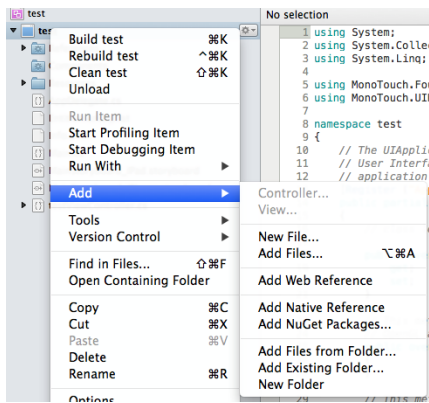 test
No selection
tes
Build test ⌘K
Rebuild test ^⌘K
Clean test ⇧⌘K
Unload
Run Item
Start Profiling Item
Start Debugging Item
Run With
Add
Tools
Version Control
Find in Files... ⇧⌘F
Open Containing Folder
Copy ⌘C
Cut ⌘X
Paste ⌘V
Delete
Rename ⌘R
Options
Controller...
View...
New File...
Add Files... ⌥⌘A
Add Web Reference
Add Native Reference
Add NuGet Packages...
Add Files from Folder...
Add Existing Folder...
New Folder
1 using System;
2 using System.Collec
3 using System.Linq;
4
5 using MonoTouch.Fou
6 using MonoTouch.UIK
7
8 namespace test
9 {
10 // The UIAppli
11 // User Interfa
12 // application
29 // This me